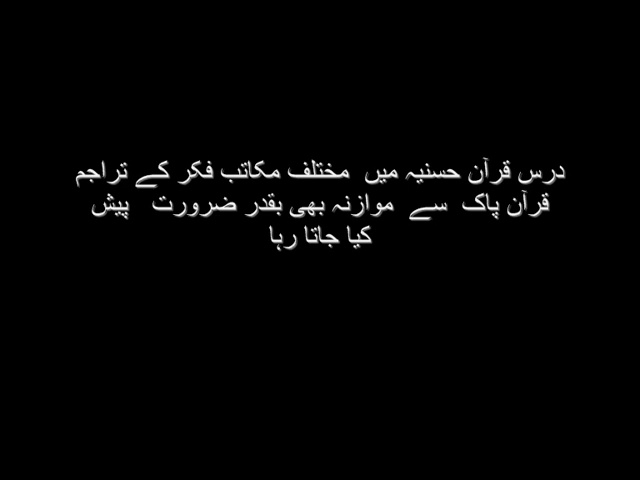 درس قرآن حسنیہ میں مختلف مکاتب فکر کے تراجم
قرآن پاک سے موازنہ بھی بقدر ضرورت پیش
کیا جاتا رہا